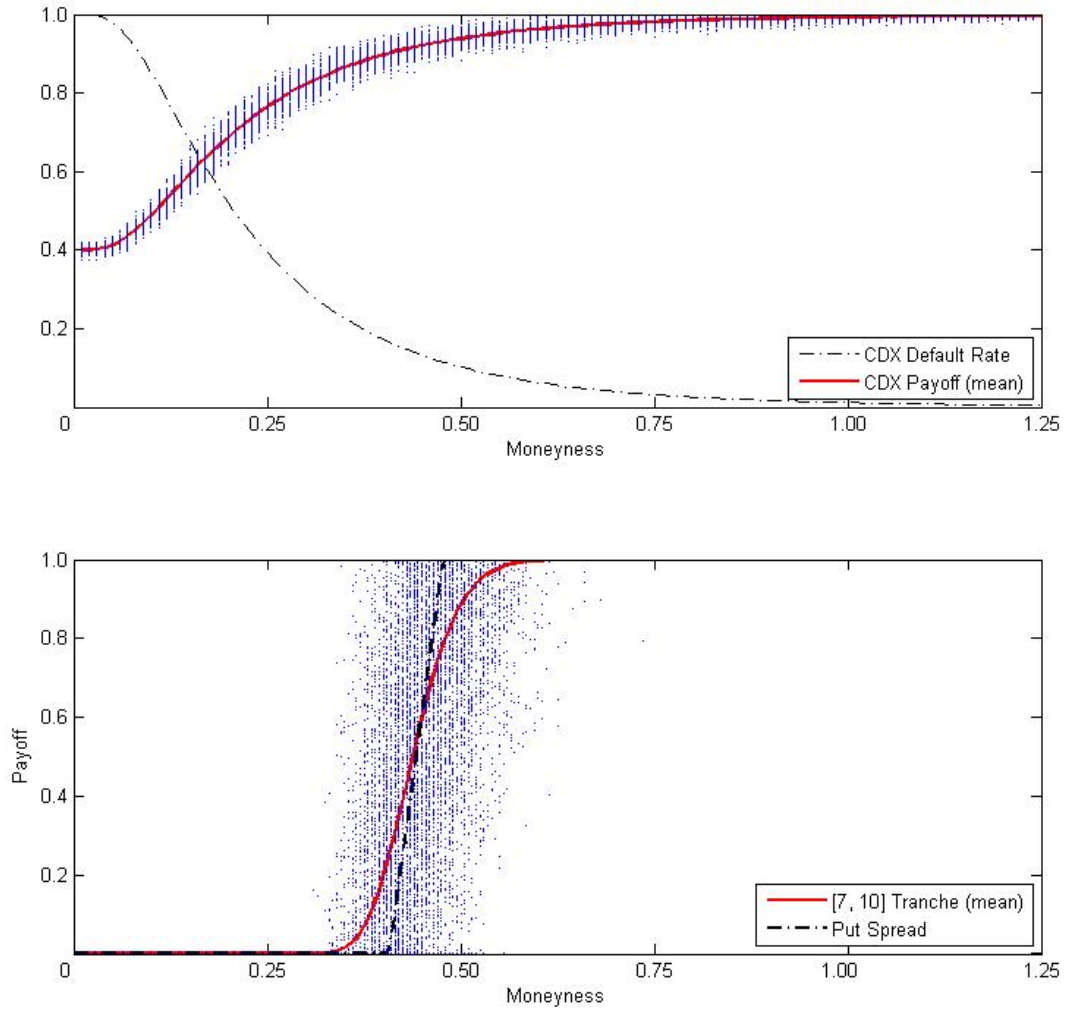 1.0
0.8
0.6
0.4
0.2
0 0.25 0.50 0.75 1.00 1.25
Moneyness
CDX Default Rate
CDX Payoff (mean)
1.0
0.8
0.6
0.4
0.2
Payoff
0 0.25 0.50 0.75 1.00 1.25
Moneyness
[7, 10] Tranche (mean)
Put Spread